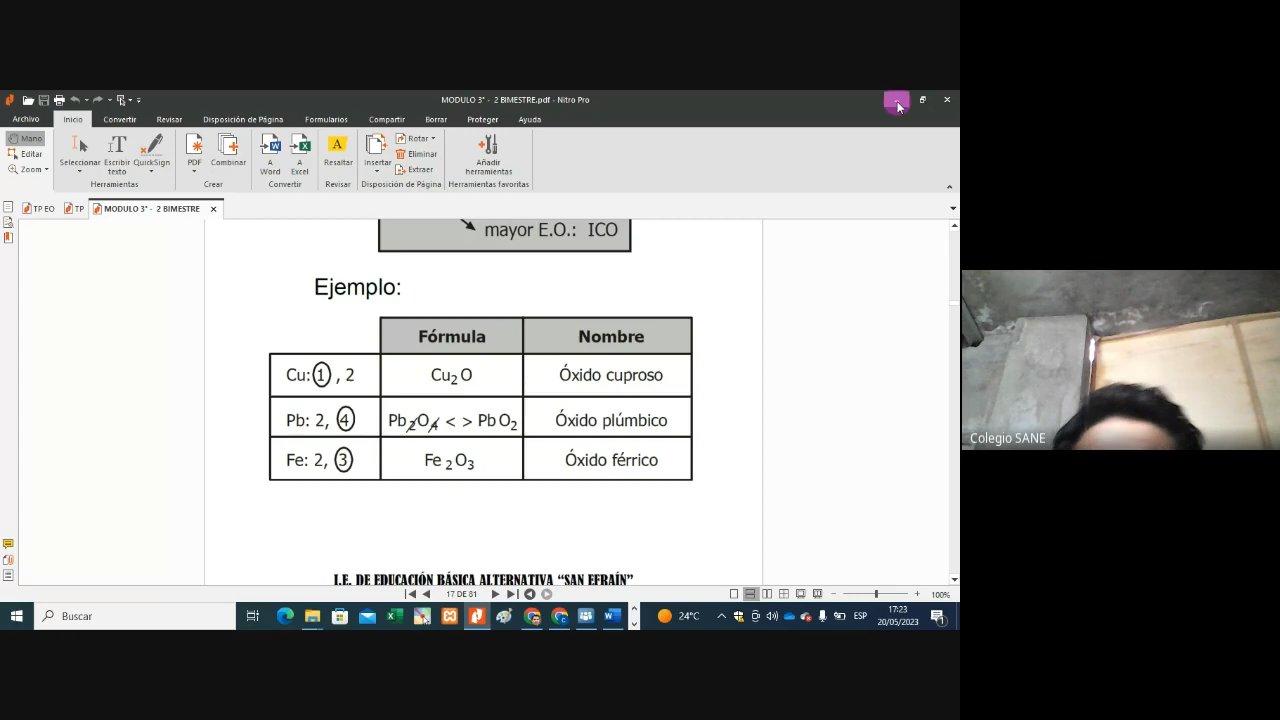 MODULO 3° - 2 BIMESTRE.pdf - Nitro Pro
Archivo Inicio Convertir Revisar Disposición de Página Formularios Compartir Borrar Proteger Ayuda
Mano
Editar
Zoom
Seleccionar
Escribir texto
QuickSign
Herramientas
PDF
Combinar
Crear
A Word
A Excel
Convertir
A
Resaltar
Revisar
Insertar
Rotar
Eliminar
Extraer
Disposición de Página
Añadir herramientas
Herramientas favoritas
TP EO
TP
MODULO 3° - 2 BIMESTRE
mayor E.O.: ICO
Ejemplo:
Fórmula Nombre
Cu: 1 , 2 Cu2 O Óxido cuproso
Pb: 2, 4 Pb2O4 < > Pb O2 Óxido plúmbico
Fe: 2, 3 Fe 2 O3 Óxido férrico
I.E. DE EDUCACIÓN BÁSICA ALTERNATIVA “SAN EFRAÍN”
17 DE 81
100%
Buscar
24°C
ESP
17:23
20/05/2023
1
Colegio SANE